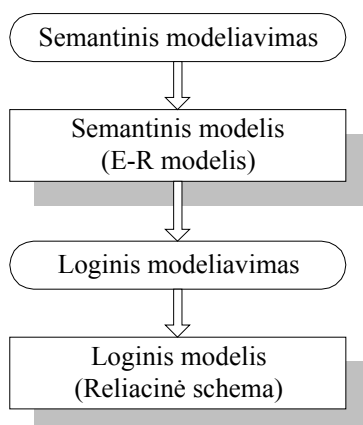 Semantinis modeliavimas
Semantinis modelis
(E-R modelis)
Loginis modeliavimas
Loginis modelis
(Reliacinė schema)